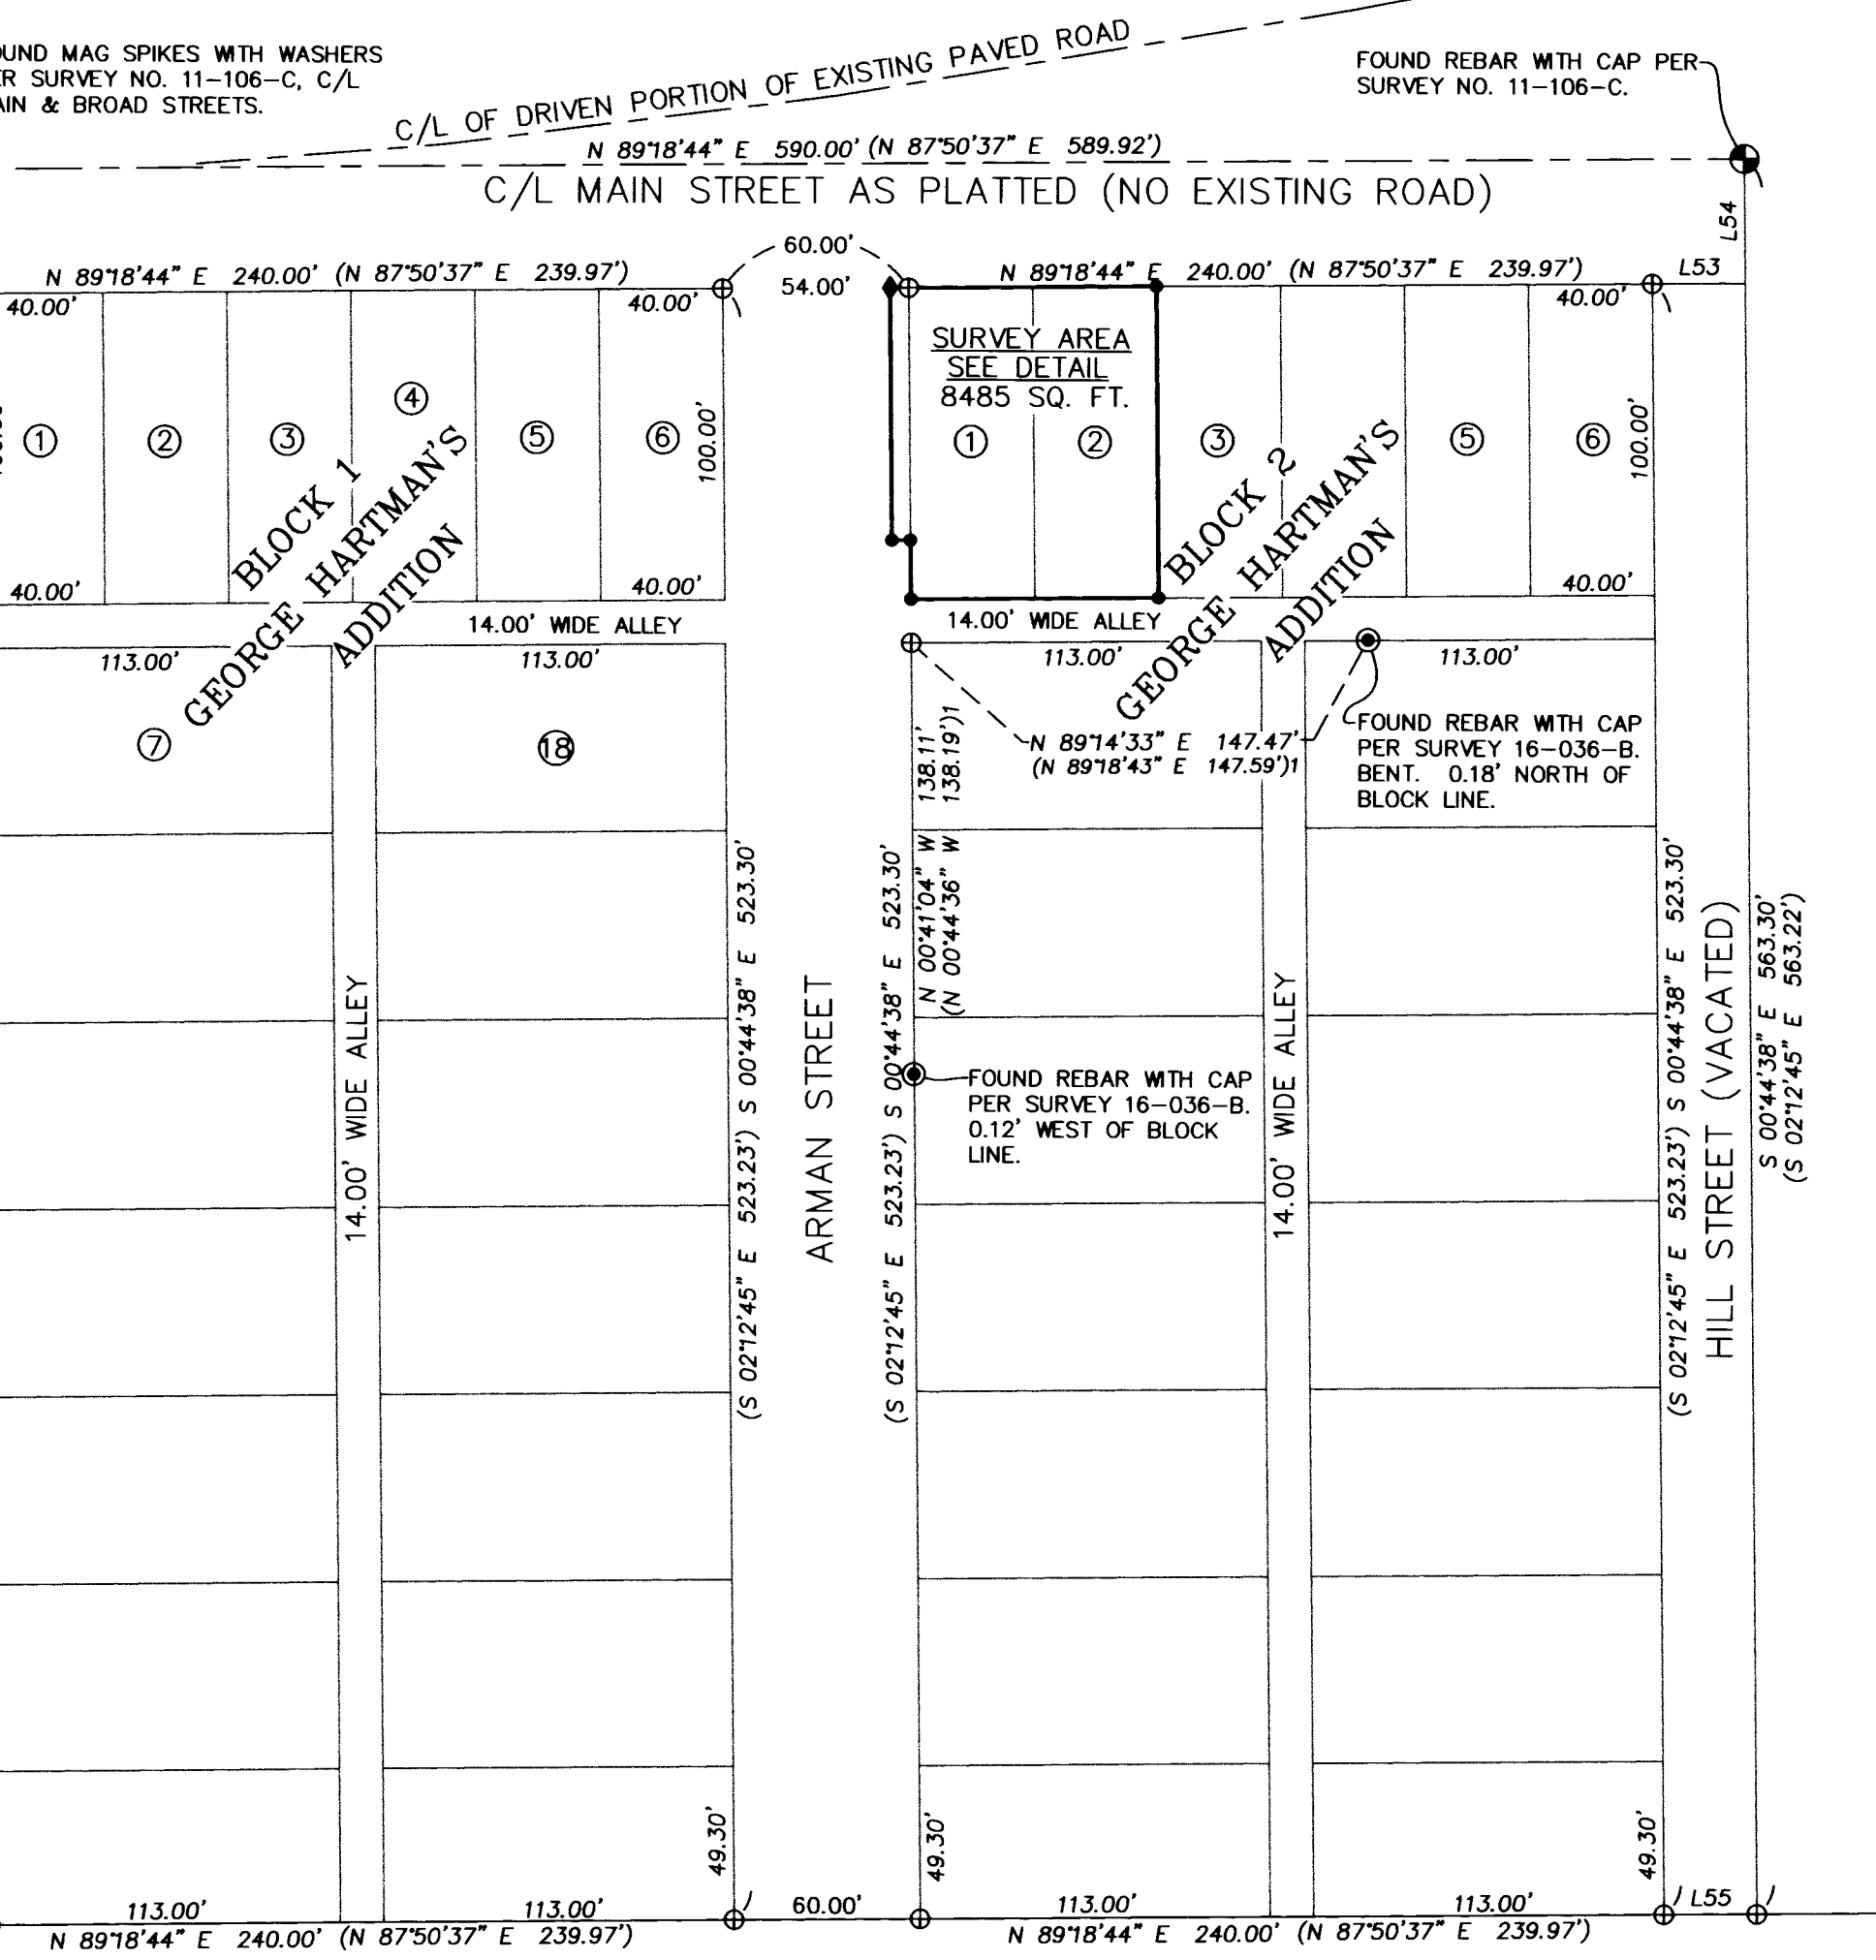 OUND MAG SPIKES WITH WASHERS
ER SURVEY NO. 11-106-C, C/L
AIN & BROAD STREETS.
C/L OF DRIVEN PORTION OF EXISTING PAVED ROAD
FOUND REBAR WITH CAP PER
SURVEY NO. 11-106-C.
N 89°18'44" E 590.00' (N 87°50'37" E 589.92')
C/L MAIN STREET AS PLATTED (NO EXISTING ROAD)
L54
60.00'
54.00'
N 89°18'44" E 240.00' (N 87°50'37" E 239.97')
N 89°18'44" E 240.00' (N 87°50'37" E 239.97')
L53
40.00'
40.00'
40.00'
SURVEY AREA
SEE DETAIL
8485 SQ. FT.
1
2
3
4
5
6
100.00'
1
2
3
5
6
100.00'
BLOCK 1
GEORGE HARTMAN'S
ADDITION
BLOCK 2
GEORGE HARTMAN'S
ADDITION
40.00'
40.00'
40.00'
14.00' WIDE ALLEY
14.00' WIDE ALLEY
113.00'
113.00'
113.00'
113.00'
7
18
N 89°14'33" E 147.47'
(N 89°18'43" E 147.59')1
FOUND REBAR WITH CAP
PER SURVEY 16-036-B.
BENT. 0.18' NORTH OF
BLOCK LINE.
N 00°41'04" W 138.11'
(N 00°44'36" W 138.19')1
14.00' WIDE ALLEY
(S 02°12'45" E 523.23') S 00°44'38" E 523.30'
ARMAN STREET
(S 02°12'45" E 523.23') S 00°44'38" E 523.30'
FOUND REBAR WITH CAP
PER SURVEY 16-036-B.
0.12' WEST OF BLOCK
LINE.
14.00' WIDE ALLEY
(S 02°12'45" E 523.23') S 00°44'38" E 523.30'
HILL STREET (VACATED)
S 00°44'38" E 563.30'
(S 02°12'45" E 563.22')
49.30'
49.30'
49.30'
113.00'
113.00'
60.00'
113.00'
113.00'
L55
N 89°18'44" E 240.00' (N 87°50'37" E 239.97')
N 89°18'44" E 240.00' (N 87°50'37" E 239.97')